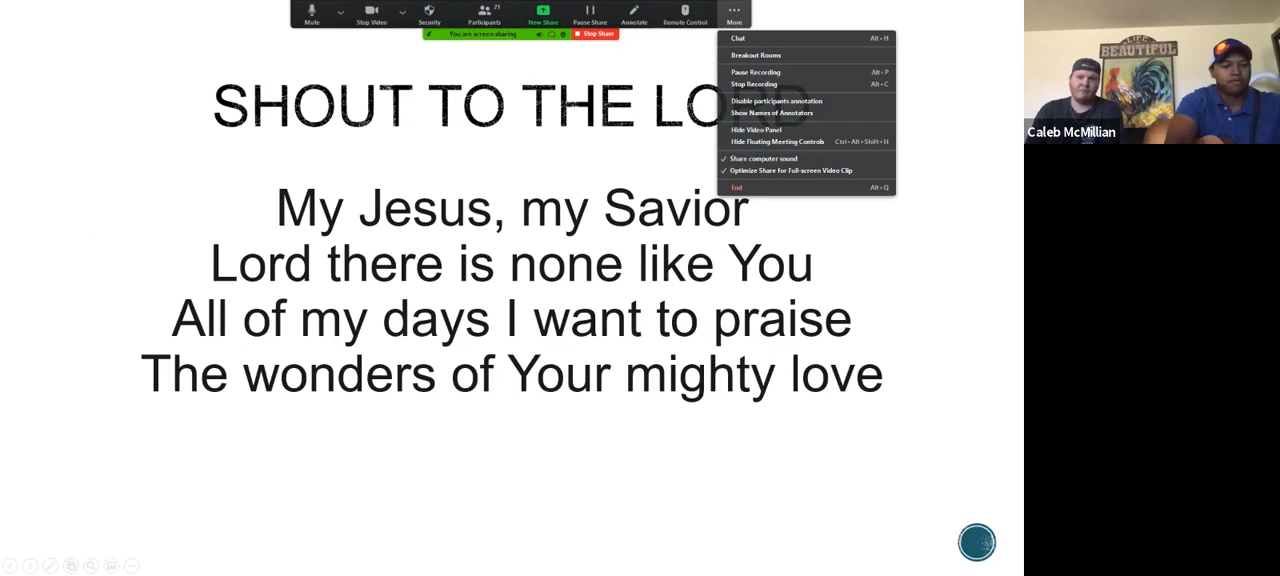 21
Mute
Stop Video
Security
Participants
New Share
Pause Share
Annotate
Remote Control
More
You are screen sharing
Stop Share
Chat Alt+H
Breakout Rooms
Pause Recording Alt+P
Stop Recording Alt+C
Disable participants annotation
Show Names of Annotators
Hide Video Panel
Hide Floating Meeting Controls Ctrl+Alt+Shift+H
Share computer sound
Optimize Share for Full-screen Video Clip
End Alt+Q
SHOUT TO THE LORD
My Jesus, my Savior
Lord there is none like You
All of my days I want to praise
The wonders of Your mighty love
LIFE
BEAUTIFUL
Caleb McMillian